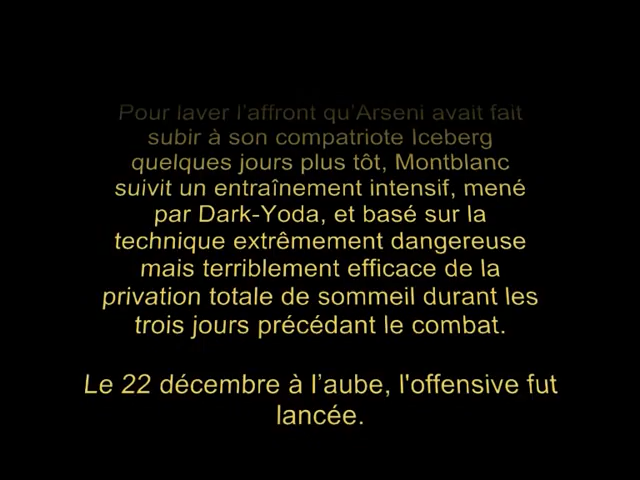 Pour laver l'affront qu'Arseni avait fait
subir à son compatriote Iceberg
quelques jours plus tôt, Montblanc
suivit un entraînement intensif, mené
par Dark-Yoda, et basé sur la
technique extrêmement dangereuse
mais terriblement efficace de la
privation totale de sommeil durant les
trois jours précédant le combat.
Le 22 décembre à l’aube, l'offensive fut
lancée.